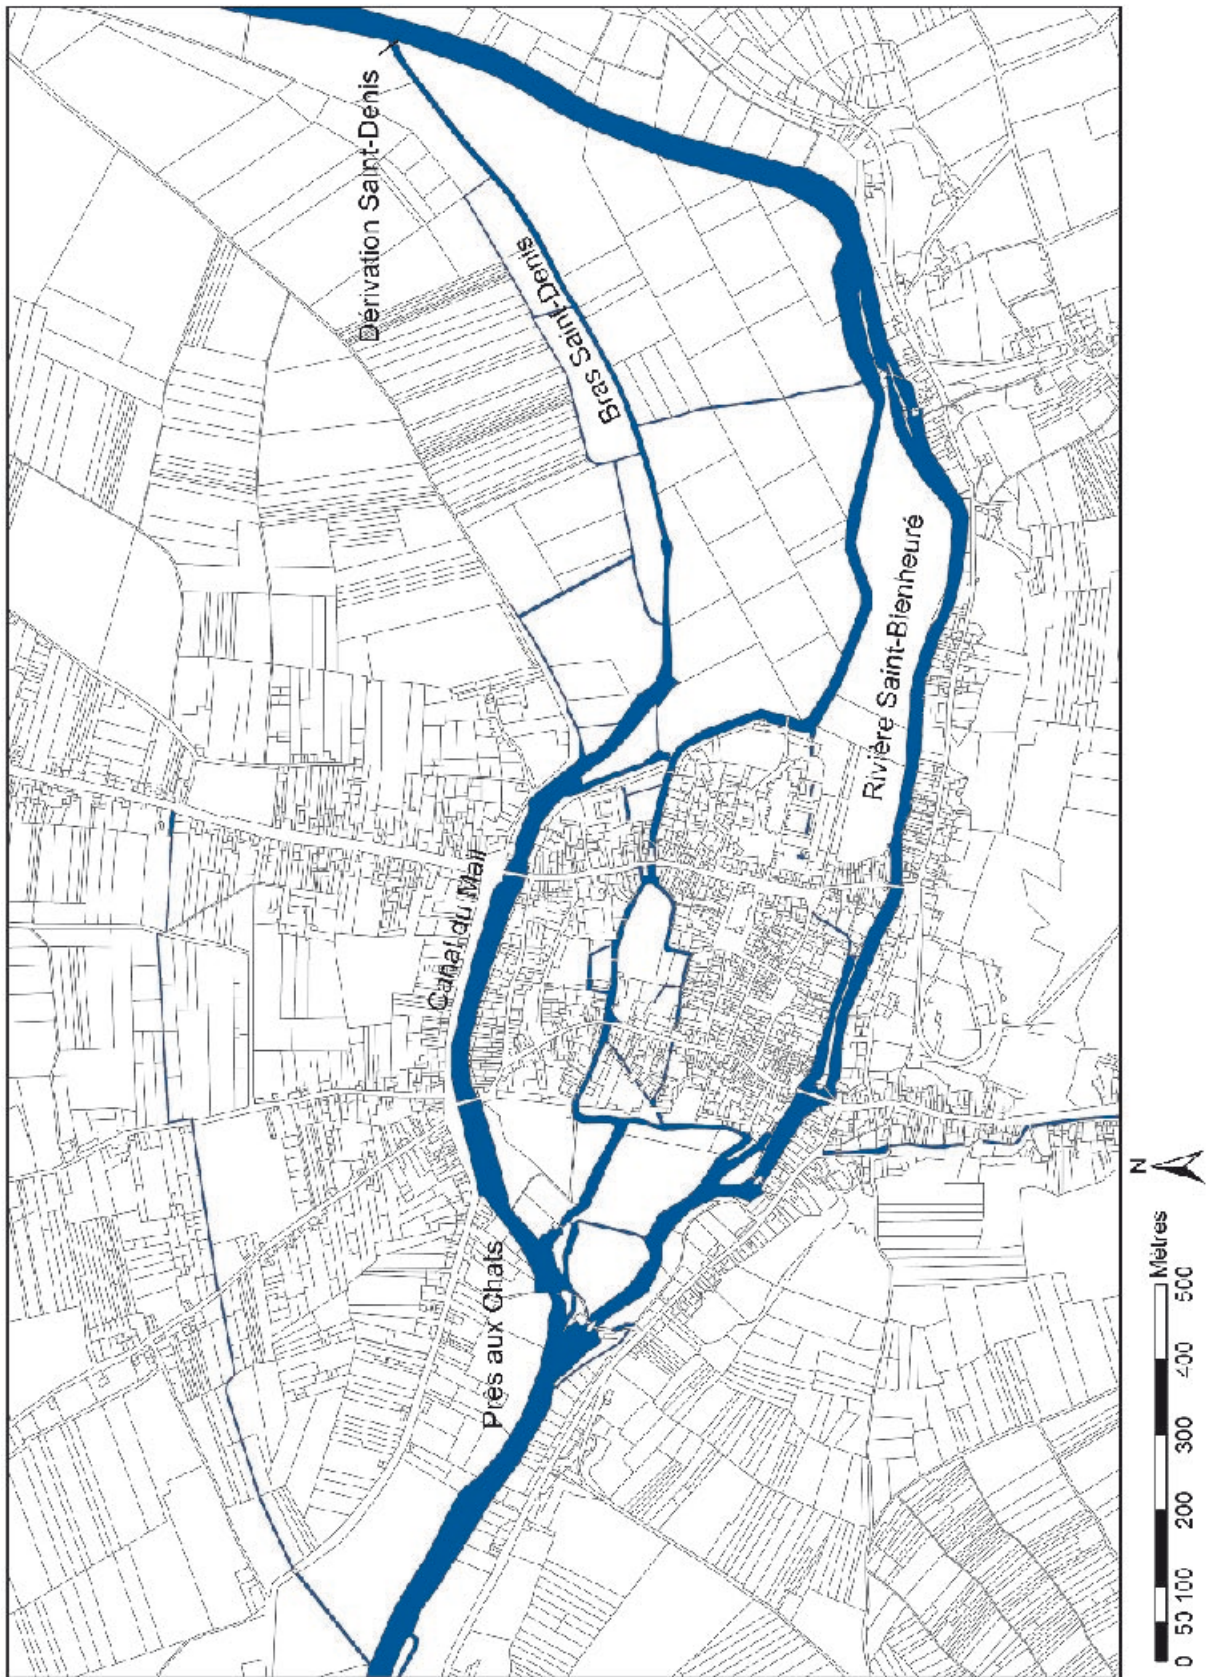 Dérivation Saint-Denis
Bras Saint-Denis
Canal du Mail
Rivière Saint-Bienheuré
Près aux Chats
N
Mètres
0 50 100 200 300 400 500